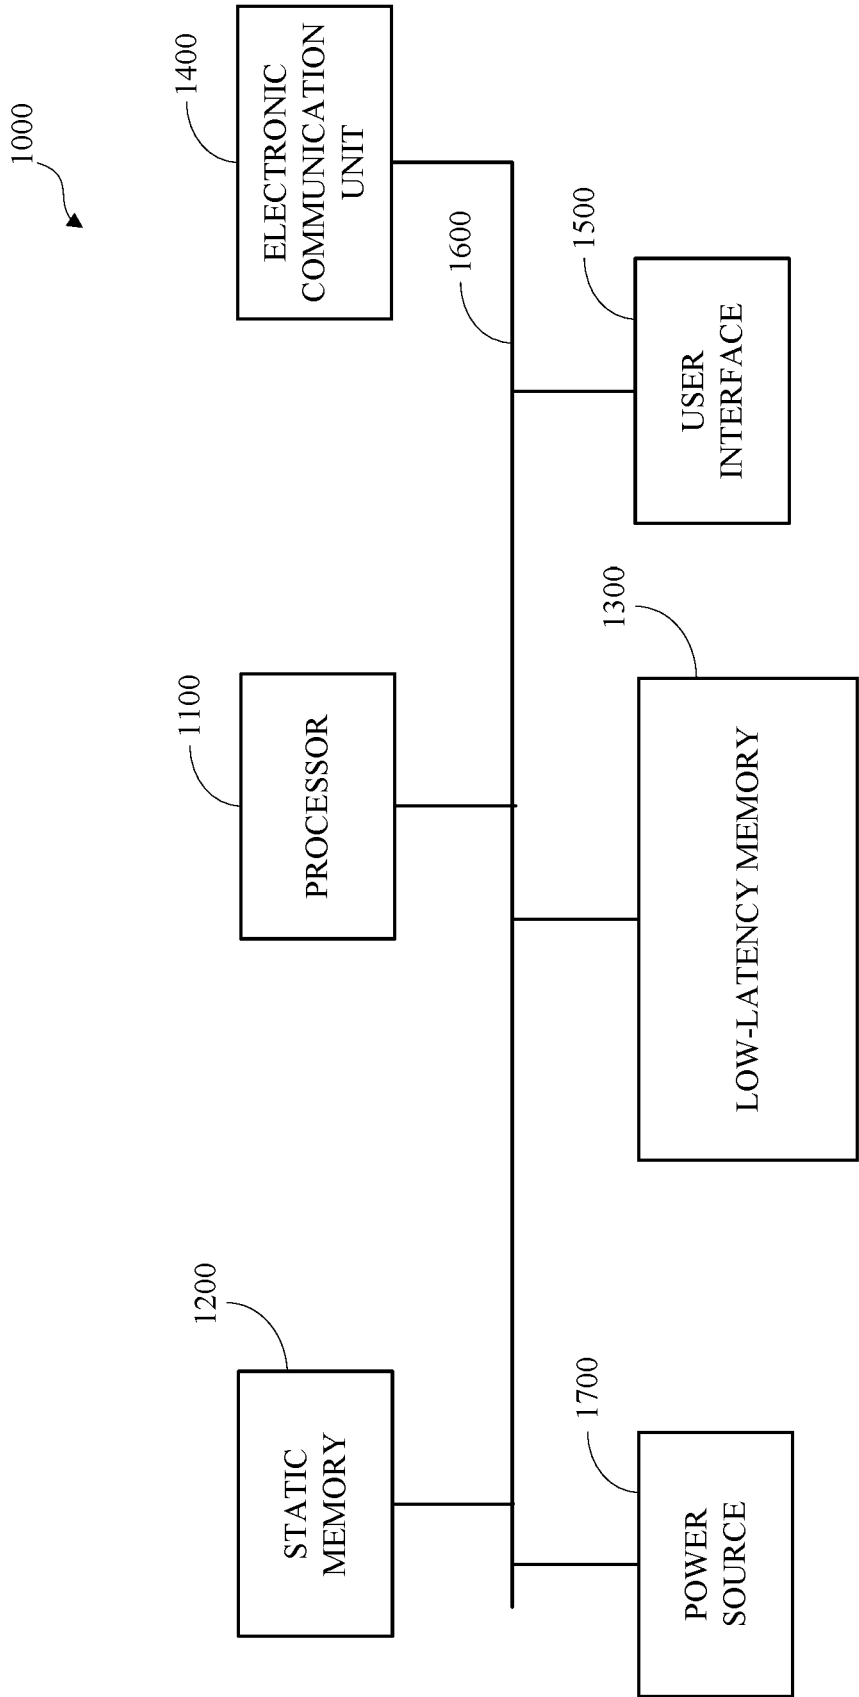 1000
1200
STATIC
MEMORY
1100
PROCESSOR
1400
ELECTRONIC
COMMUNICATION
UNIT
1600
1700
POWER
SOURCE
1300
LOW-LATENCY MEMORY
1500
USER
INTERFACE